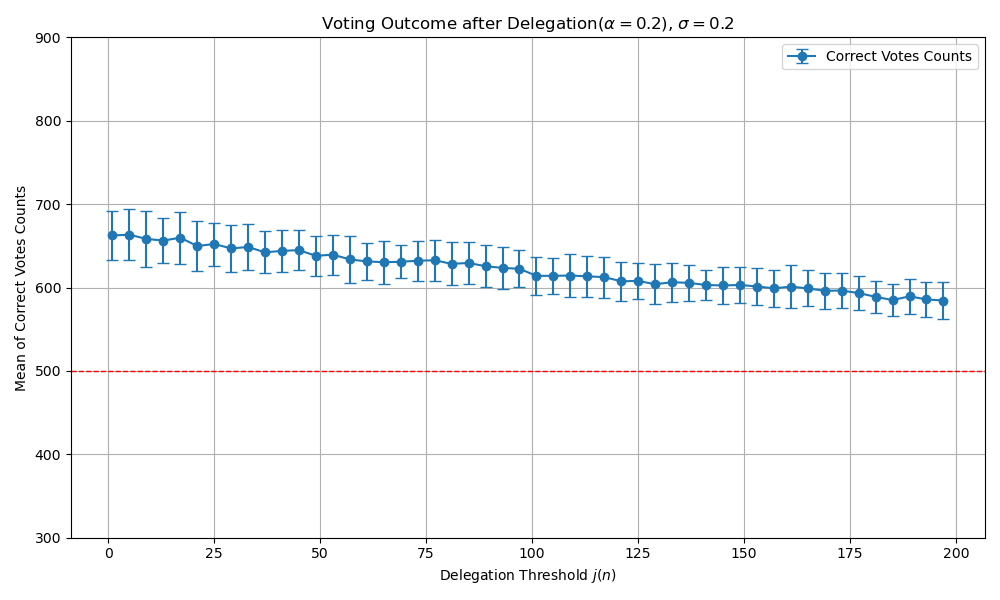 Voting Outcome after Delegation(α = 0.2), σ = 0.2
Correct Votes Counts
Mean of Correct Votes Counts
900
800
700
600
500
400
300
0 25 50 75 100 125 150 175 200
Delegation Threshold j(n)